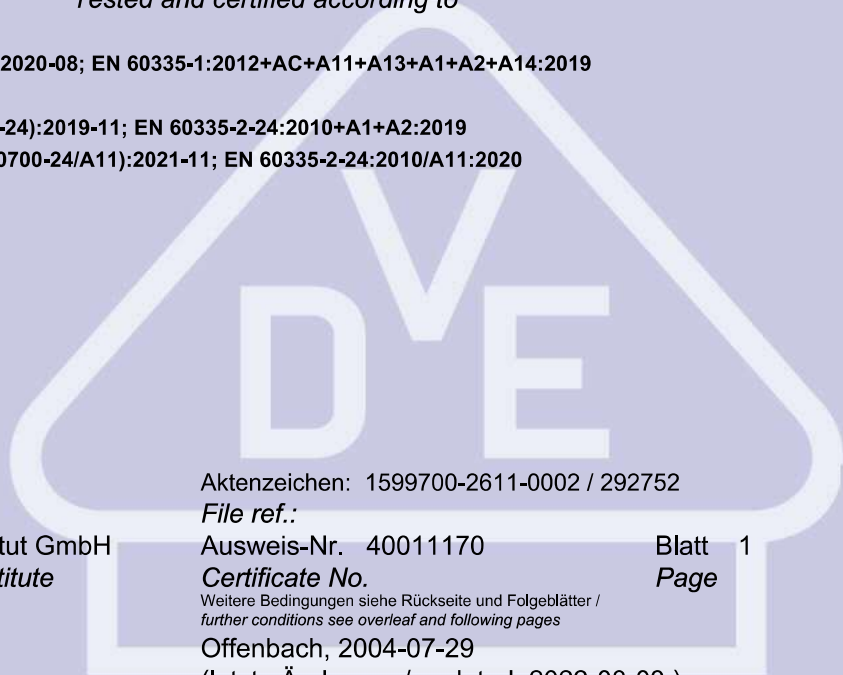 Tested and certified according to
2020-08; EN 60335-1:2012+AC+A11+A13+A1+A2+A14:2019
-24):2019-11; EN 60335-2-24:2010+A1+A2:2019
0700-24/A11):2021-11; EN 60335-2-24:2010/A11:2020
VDE
Aktenzeichen: 1599700-2611-0002 / 292752
File ref.:
tut GmbH Ausweis-Nr. 40011170 Blatt 1
titute Certificate No. Page
Weitere Bedingungen siehe Rückseite und Folgeblätter /
further conditions see overleaf and following pages
Offenbach, 2004-07-29